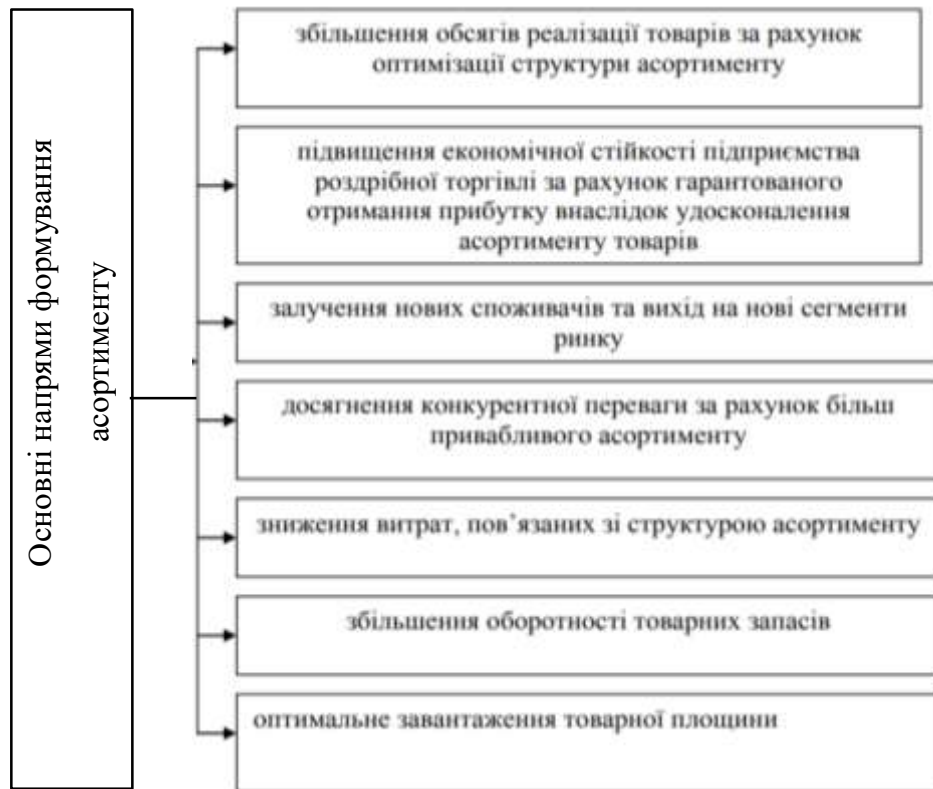 Основні напрями формування
асортименту
збільшення обсягів реалізації товарів за рахунок
оптимізації структури асортименту
підвищення економічної стійкості підприємства
роздрібної торгівлі за рахунок гарантованого
отримання прибутку внаслідок удосконалення
асортименту товарів
залучення нових споживачів та вихід на нові сегменти
ринку
досягнення конкурентної переваги за рахунок більш
привабливого асортименту
зниження витрат, пов’язаних зі структурою асортименту
збільшення оборотності товарних запасів
оптимальне завантаження товарної площини